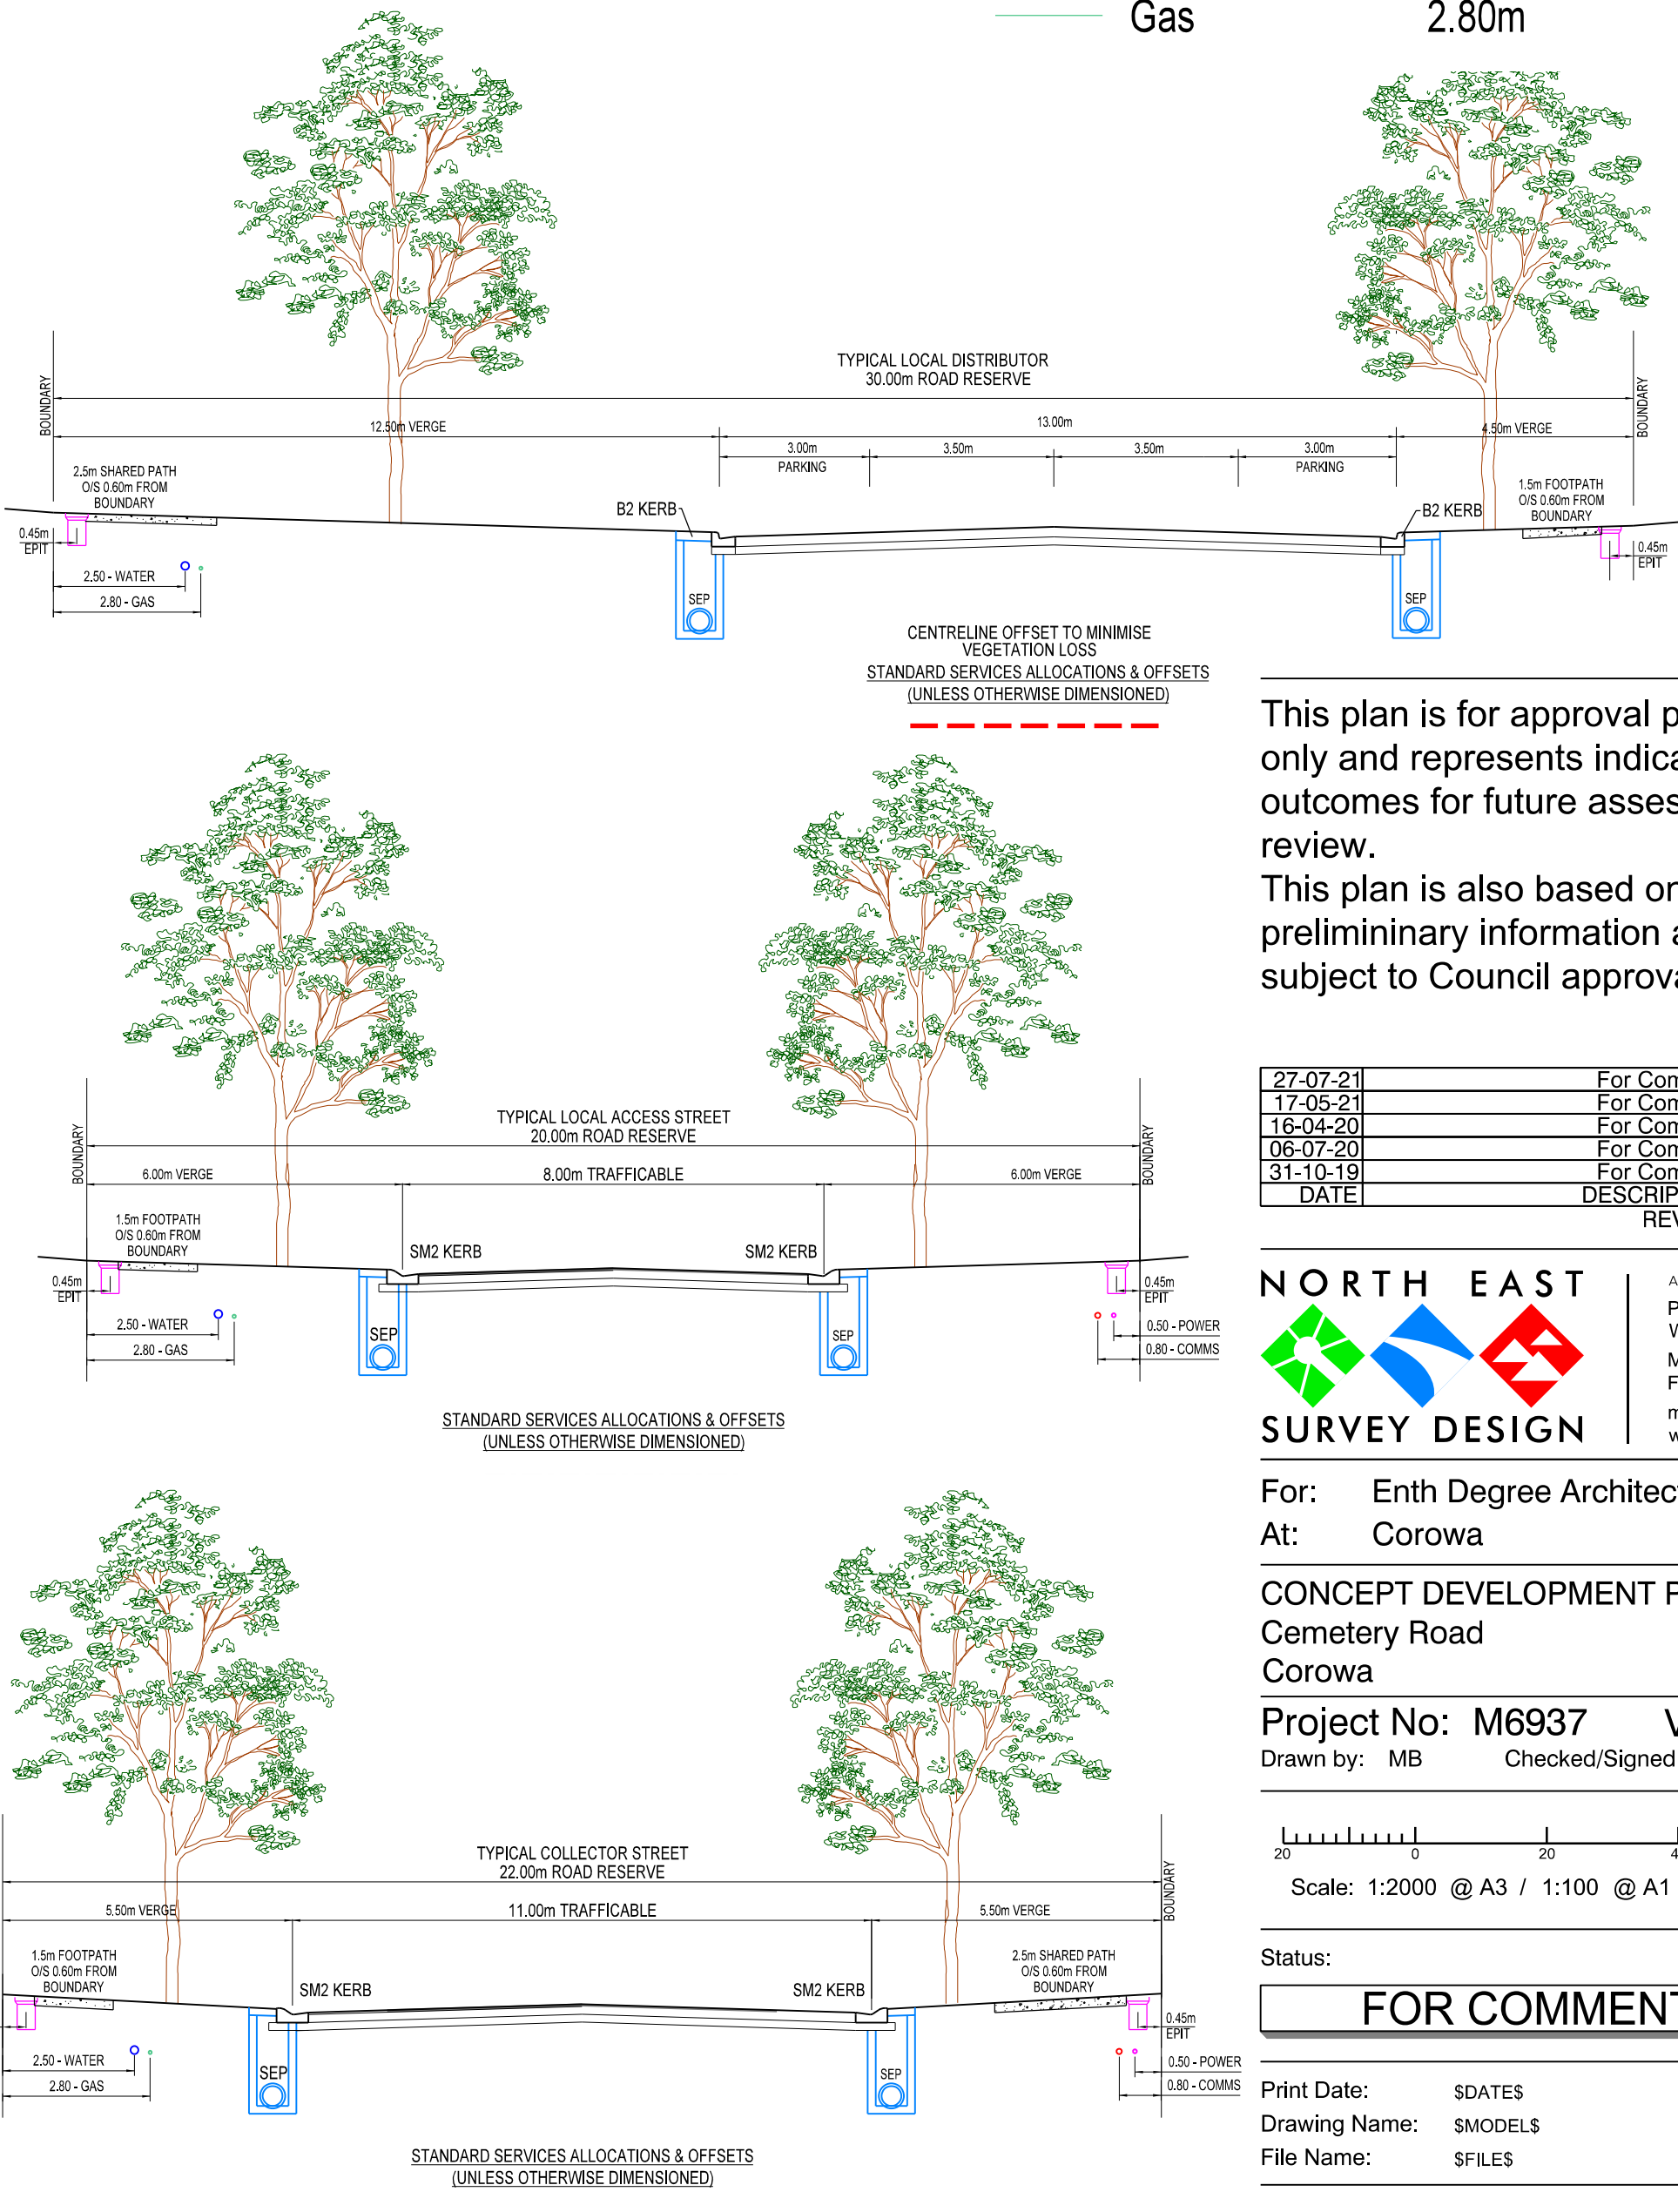 Gas 2.80m
TYPICAL LOCAL DISTRIBUTOR
30.00m ROAD RESERVE
BOUNDARY
BOUNDARY
12.50m VERGE
13.00m
4.50m VERGE
3.00m
PARKING
3.50m
3.50m
3.00m
PARKING
2.5m SHARED PATH
O/S 0.60m FROM
BOUNDARY
1.5m FOOTPATH
O/S 0.60m FROM
BOUNDARY
B2 KERB
B2 KERB
0.45m
EPIT
0.45m
EPIT
2.50 - WATER
2.80 - GAS
SEP
SEP
CENTRELINE OFFSET TO MINIMISE
VEGETATION LOSS
STANDARD SERVICES ALLOCATIONS & OFFSETS
(UNLESS OTHERWISE DIMENSIONED)
TYPICAL LOCAL ACCESS STREET
20.00m ROAD RESERVE
BOUNDARY
BOUNDARY
6.00m VERGE
8.00m TRAFFICABLE
6.00m VERGE
1.5m FOOTPATH
O/S 0.60m FROM
BOUNDARY
SM2 KERB
SM2 KERB
0.45m
EPIT
0.45m
EPIT
2.50 - WATER
2.80 - GAS
SEP
SEP
0.50 - POWER
0.80 - COMMS
STANDARD SERVICES ALLOCATIONS & OFFSETS
(UNLESS OTHERWISE DIMENSIONED)
TYPICAL COLLECTOR STREET
22.00m ROAD RESERVE
BOUNDARY
5.50m VERGE
11.00m TRAFFICABLE
5.50m VERGE
1.5m FOOTPATH
O/S 0.60m FROM
BOUNDARY
2.5m SHARED PATH
O/S 0.60m FROM
BOUNDARY
SM2 KERB
SM2 KERB
0.45m
EPIT
2.50 - WATER
2.80 - GAS
SEP
SEP
0.50 - POWER
0.80 - COMMS
STANDARD SERVICES ALLOCATIONS & OFFSETS
(UNLESS OTHERWISE DIMENSIONED)
This plan is for approval p
only and represents indica
outcomes for future asses
review.
This plan is also based on
prelimininary information a
subject to Council approva
27-07-21 For Com
17-05-21 For Com
16-04-20 For Com
06-07-20 For Com
31-10-19 For Com
DATE DESCRIP
REV
NORTH EAST
SURVEY DESIGN
For: Enth Degree Architect
At: Corowa
CONCEPT DEVELOPMENT P
Cemetery Road
Corowa
Project No: M6937 V
Drawn by: MB Checked/Signed
20 0 20 4
Scale: 1:2000 @ A3 / 1:100 @ A1
Status:
FOR COMMENT
Print Date: $DATE$
Drawing Name: $MODEL$
File Name: $FILE$